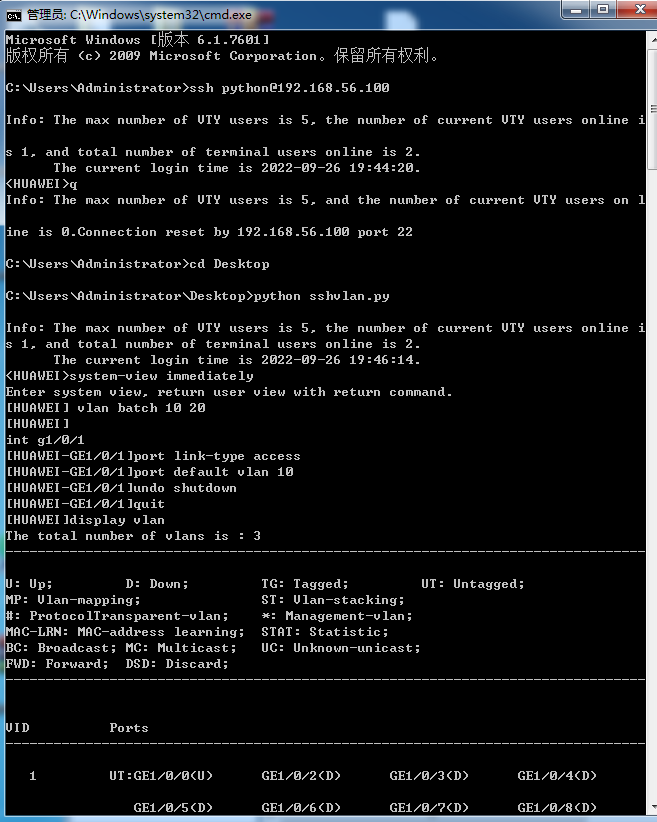 管理员: C:\Windows\system32\cmd.exe
Microsoft Windows [版本 6.1.7601]
版权所有 (c) 2009 Microsoft Corporation。保留所有权利。
C:\Users\Administrator>ssh python@192.168.56.100
Info: The max number of VTY users is 5, the number of current VTY users online i
s 1, and total number of terminal users online is 2.
The current login time is 2022-09-26 19:44:20.
<HUAWEI>q
Info: The max number of VTY users is 5, and the number of current VTY users on l
ine is 0.Connection reset by 192.168.56.100 port 22
C:\Users\Administrator>cd Desktop
C:\Users\Administrator\Desktop>python sshvlan.py
Info: The max number of VTY users is 5, the number of current VTY users online i
s 1, and total number of terminal users online is 2.
The current login time is 2022-09-26 19:46:14.
<HUAWEI>system-view immediately
Enter system view, return user view with return command.
[HUAWEI] vlan batch 10 20
[HUAWEI]
int g1/0/1
[HUAWEI-GE1/0/1]port link-type access
[HUAWEI-GE1/0/1]port default vlan 10
[HUAWEI-GE1/0/1]undo shutdown
[HUAWEI-GE1/0/1]quit
[HUAWEI]display vlan
The total number of vlans is : 3
--------------------------------------------------------------------------------
U: Up; D: Down; TG: Tagged; UT: Untagged;
MP: Vlan-mapping; ST: Vlan-stacking;
#: ProtocolTransparent-vlan; *: Management-vlan;
MAC-LRN: MAC-address learning; STAT: Statistic;
BC: Broadcast; MC: Multicast; UC: Unknown-unicast;
FWD: Forward; DSD: Discard;
--------------------------------------------------------------------------------
VID Ports
--------------------------------------------------------------------------------
1 UT:GE1/0/0(U) GE1/0/2(D) GE1/0/3(D) GE1/0/4(D)
GE1/0/5(D) GE1/0/6(D) GE1/0/7(D) GE1/0/8(D)